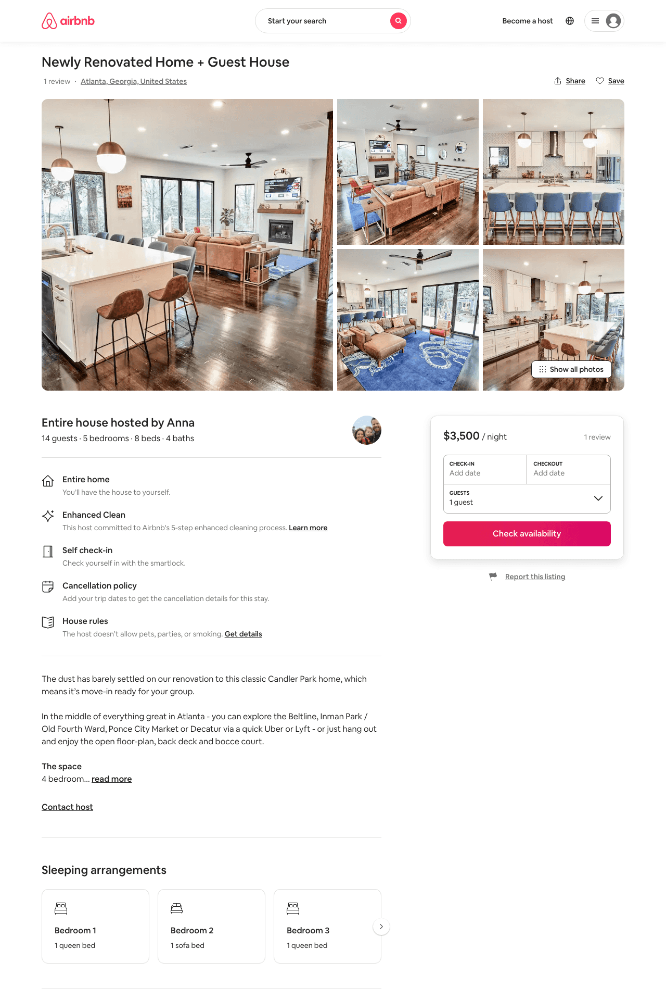 airbnb
Start your search
Become a host
Newly Renovated Home + Guest House
1 review · Atlanta, Georgia, United States
Share
Save
Show all photos
Entire house hosted by Anna
14 guests · 5 bedrooms · 8 beds · 4 baths
Entire home
You’ll have the house to yourself.
Enhanced Clean
This host committed to Airbnb's 5-step enhanced cleaning process. Learn more
Self check-in
Check yourself in with the smartlock.
Cancellation policy
Add your trip dates to get the cancellation details for this stay.
House rules
The host doesn’t allow pets, parties, or smoking. Get details
$3,500 / night
1 review
CHECK-IN
Add date
CHECKOUT
Add date
GUESTS
1 guest
Check availability
Report this listing
The dust has barely settled on our renovation to this classic Candler Park home, which
means it’s move-in ready for your group.
In the middle of everything great in Atlanta - you can explore the Beltline, Inman Park /
Old Fourth Ward, Ponce City Market or Decatur via a quick Uber or Lyft - or just hang out
and enjoy the open floor-plan, back deck and bocce court.
The space
4 bedroom... read more
Contact host
Sleeping arrangements
Bedroom 1
1 queen bed
Bedroom 2
1 sofa bed
Bedroom 3
1 queen bed